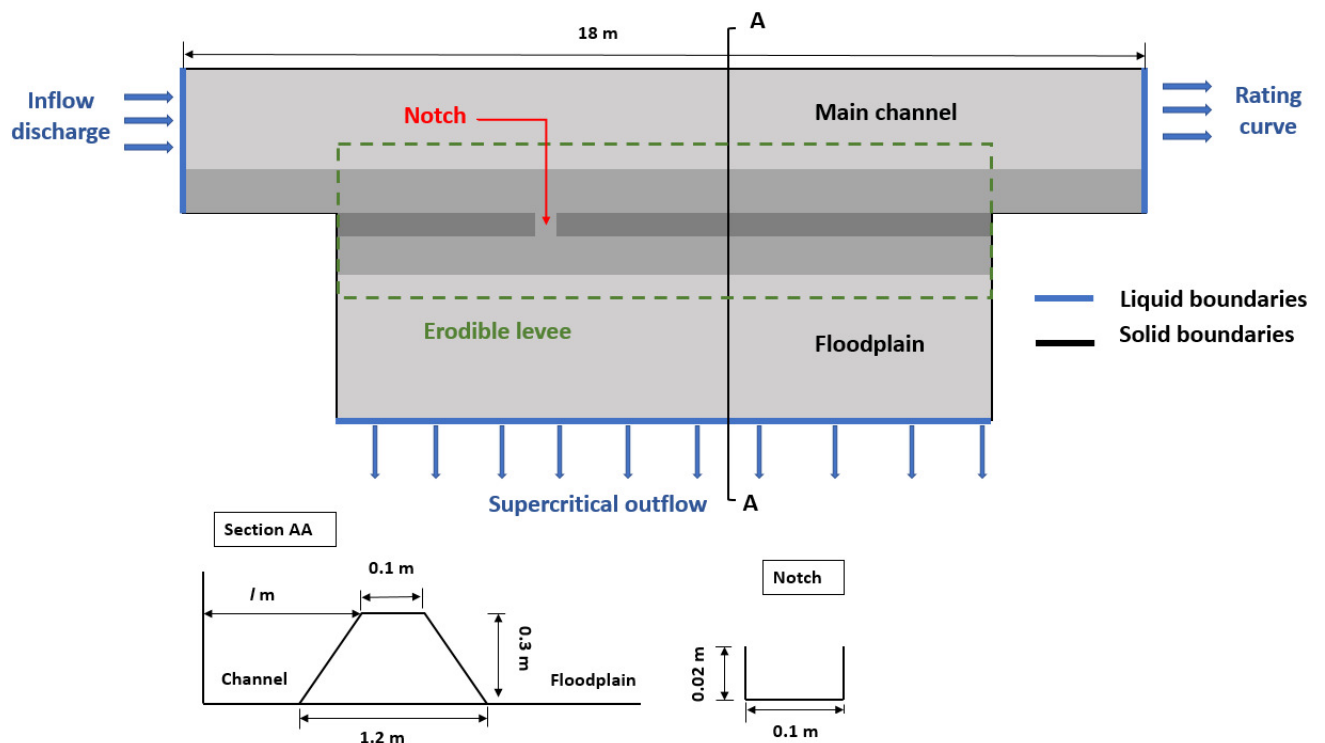 A
18 m
Inflow
discharge
Notch
Main channel
Rating
curve
Erodible levee
Floodplain
Liquid boundaries
Solid boundaries
Supercritical outflow
A
Section AA
0.1 m
l m
0.3 m
Channel
Floodplain
1.2 m
Notch
0.02 m
0.1 m